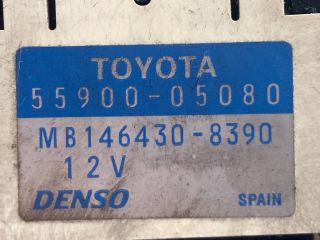 TOYOTA
55900-05080
MB146430-8390
12V
DENSO SPAIN